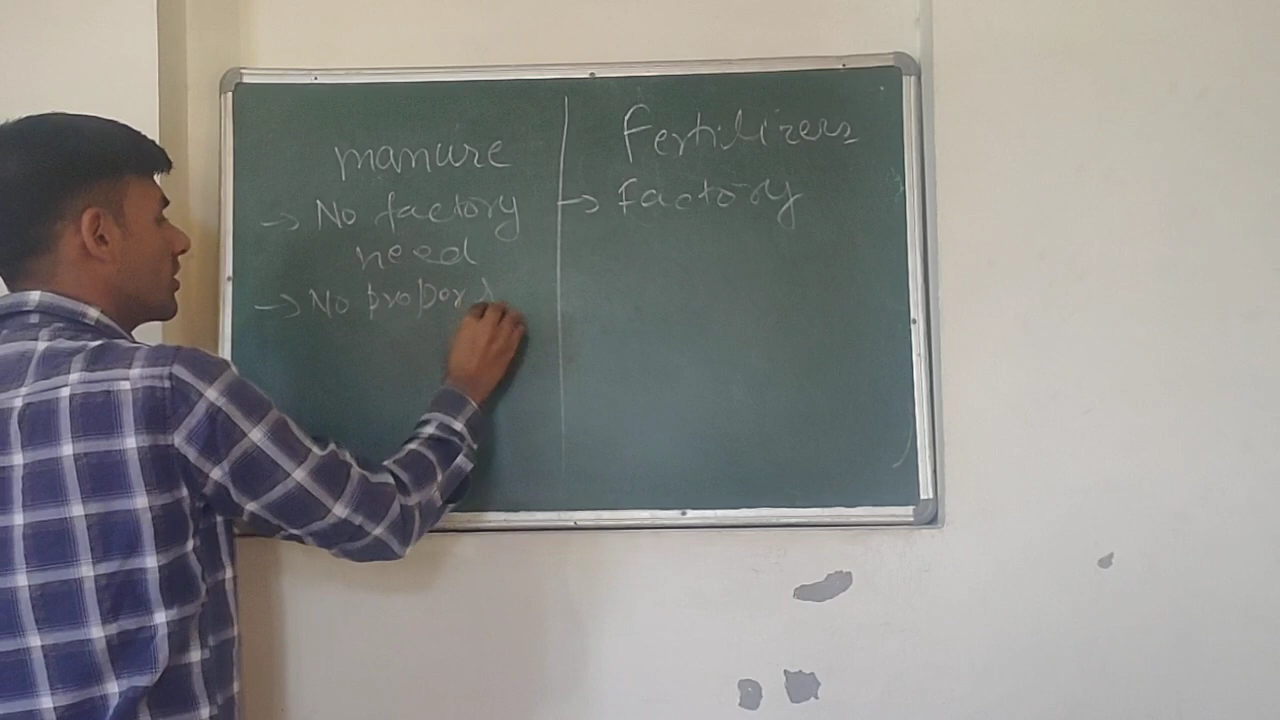 manure
→ No factory
need
→ No propor
Fertilizers
→ Factory